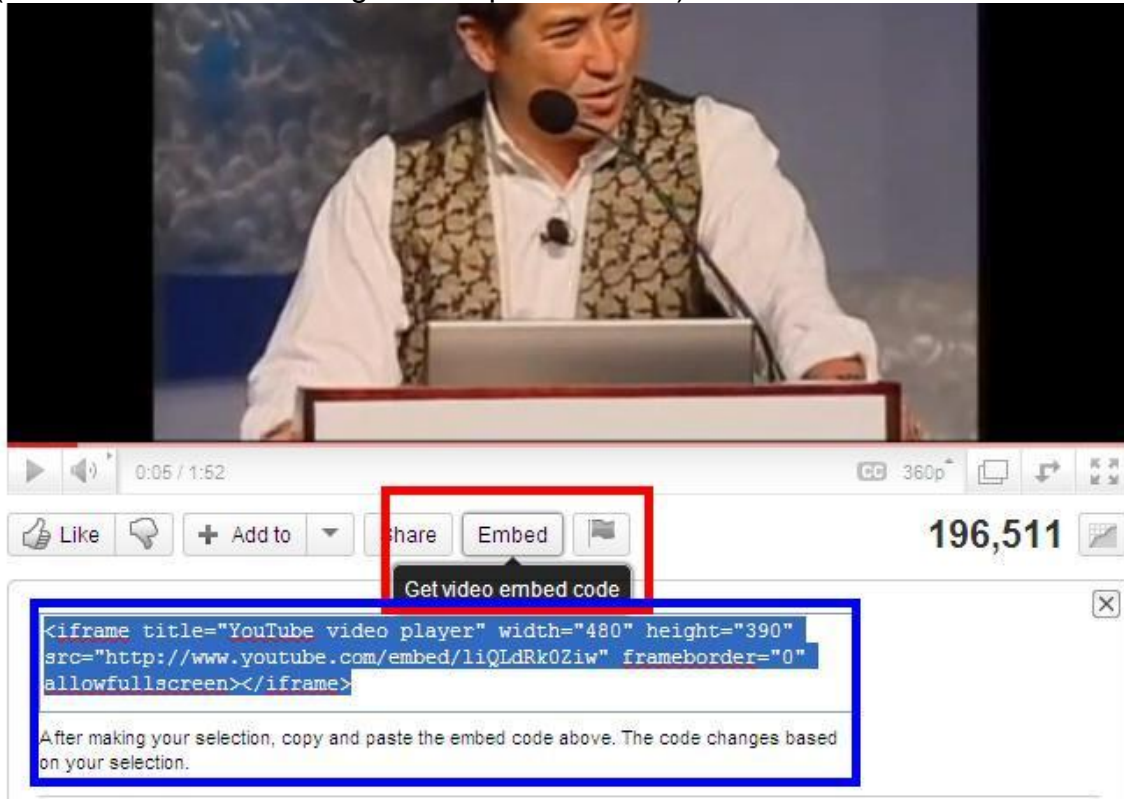 0:05 / 1:52
CC 360p
Like Add to Share Embed 196,511
Get video embed code
<iframe title="YouTube video player" width="480" height="390"
src="http://www.youtube.com/embed/liQLdRk0Ziw" frameborder="0"
allowfullscreen></iframe>
After making your selection, copy and paste the embed code above. The code changes based
on your selection.